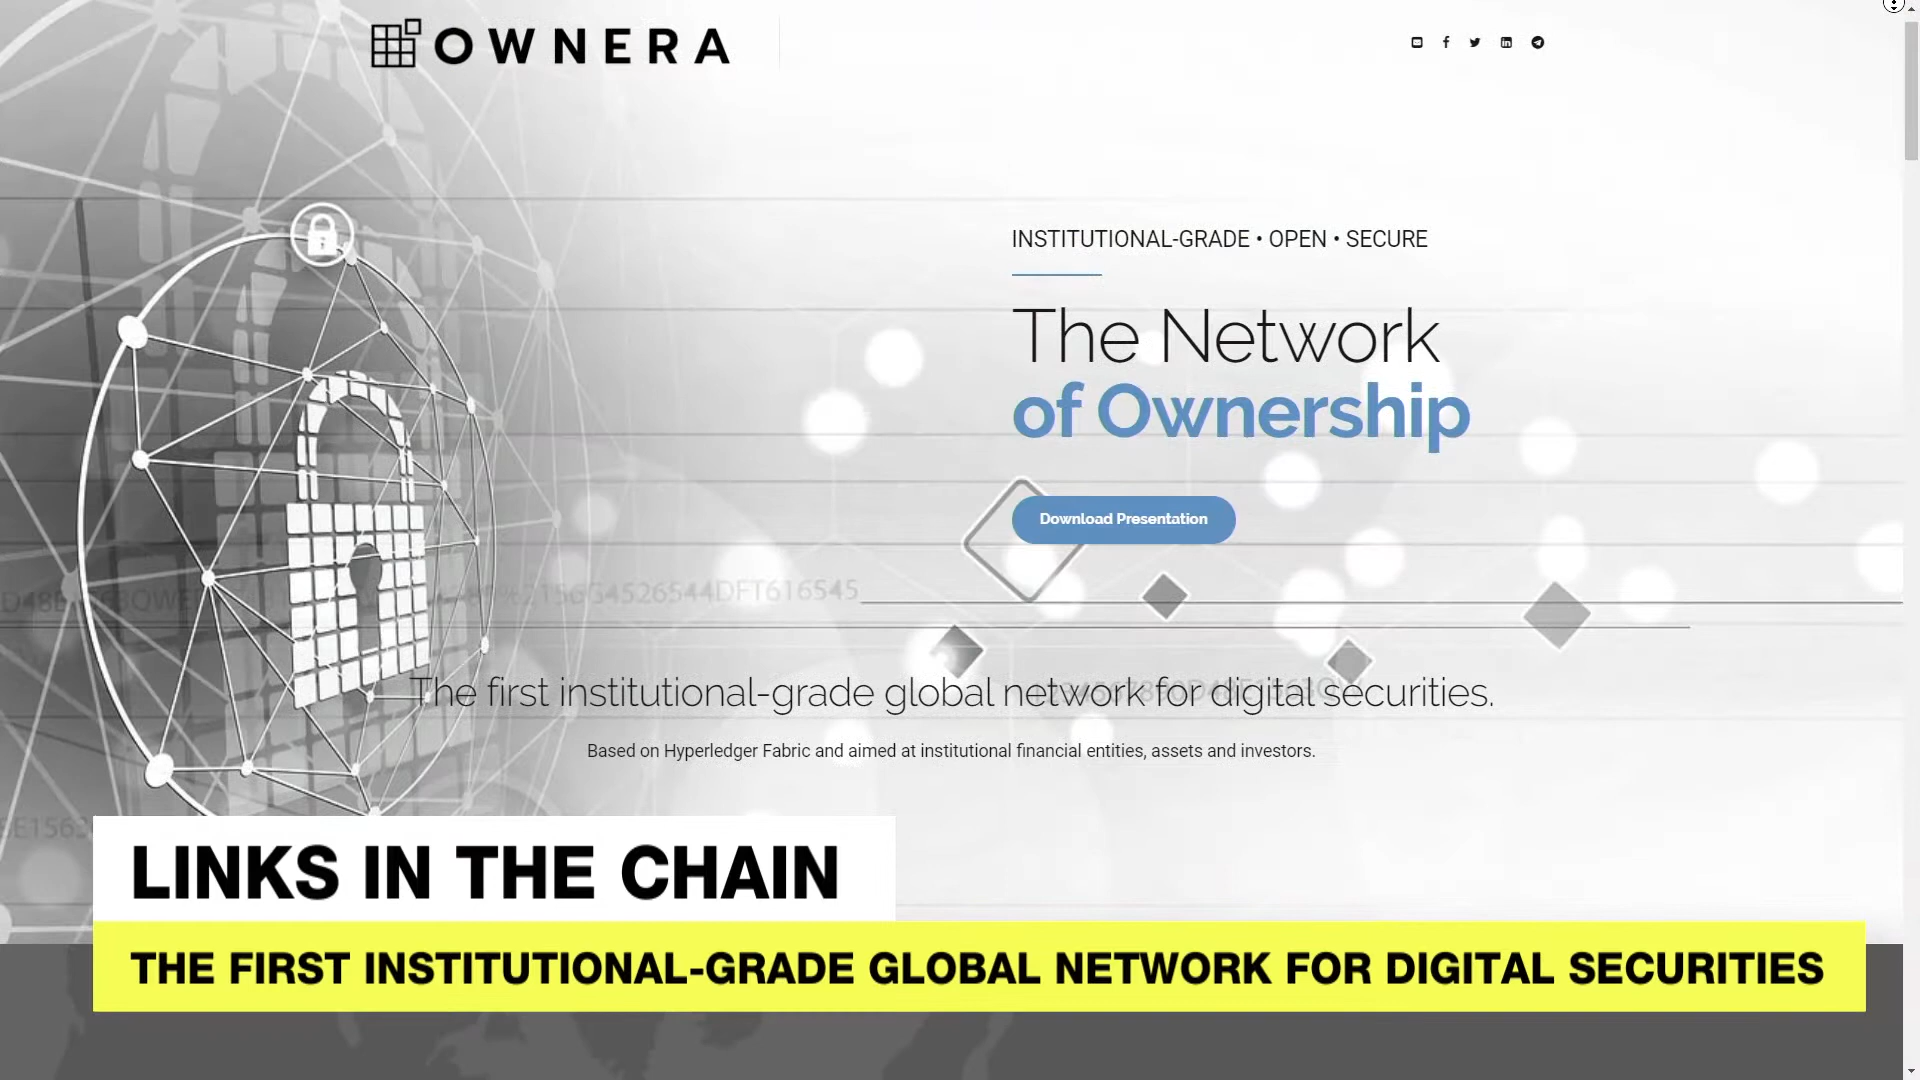 OWNERA
INSTITUTIONAL-GRADE • OPEN • SECURE
The Network
of Ownership
Download Presentation
The first institutional-grade global network for digital securities.
Based on Hyperledger Fabric and aimed at institutional financial entities, assets and investors.
LINKS IN THE CHAIN
THE FIRST INSTITUTIONAL-GRADE GLOBAL NETWORK FOR DIGITAL SECURITIES